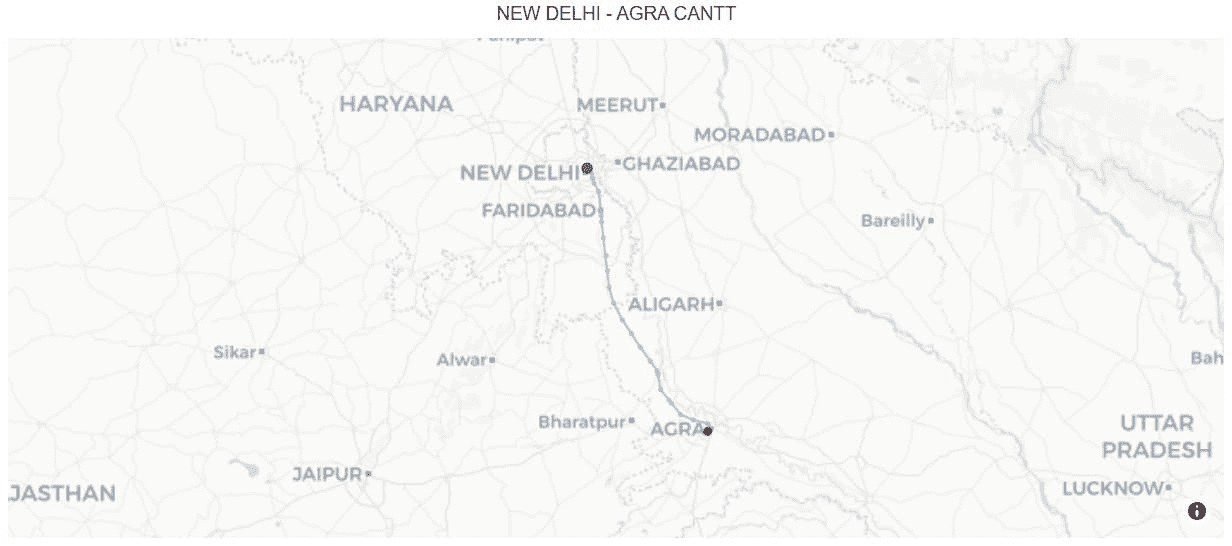 NEW DELHI - AGRA CANTT
HARYANA
MEERUT
MORADABAD
NEW DELHI
GHAZIABAD
FARIDABAD
Bareilly
ALIGARH
Sikar
Alwar
Bah
Bharatpur
AGRA
UTTAR
PRADESH
JAIPUR
LUCKNOW
JASTHAN
i